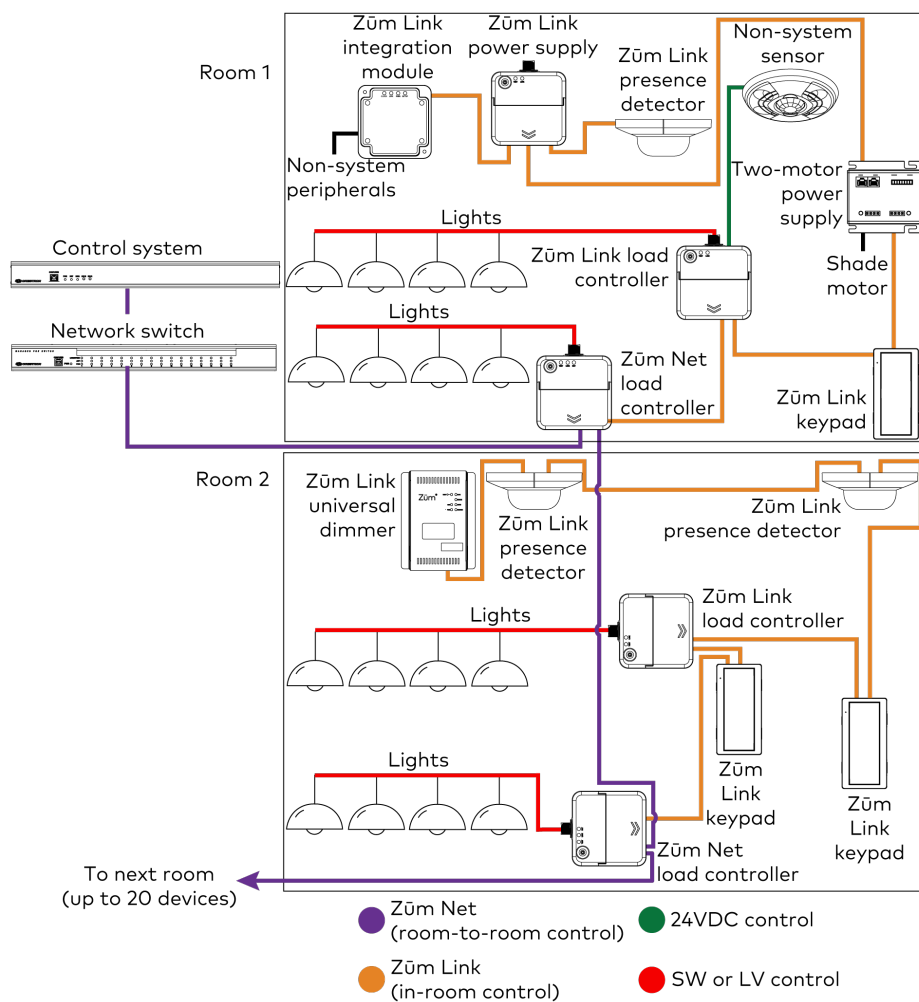 Room 1
Zūm Link
integration
module
Zūm Link
power supply
Zūm Link
presence
detector
Non-system
sensor
Non-system
peripherals
Two-motor
power
supply
Lights
Control system
Zūm Link load
controller
Shade
motor
Network switch
Lights
Zūm Net
load
controller
Zūm Link
keypad
Room 2
Zūm Link
universal
dimmer
Zūm
Zūm Link
presence
detector
Zūm Link
presence detector
Lights
Zūm Link
load controller
Lights
Zūm
Link
keypad
Zūm
Link
keypad
Zūm Net
load controller
To next room
(up to 20 devices)
Zūm Net
(room-to-room control)
24VDC control
Zūm Link
(in-room control)
SW or LV control